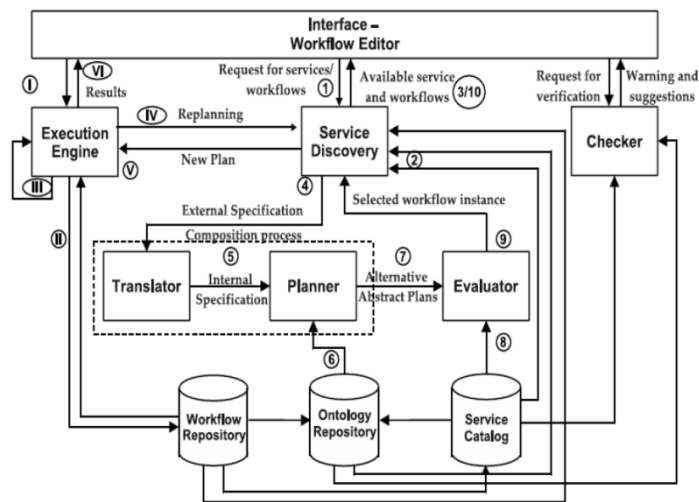 Interface –
Workflow Editor
I
VI
Results
Request for services/
workflows
1
Available service
and workflows
3/10
Request for
verification
Warning and
suggestions
Execution
Engine
IV
Replanning
Service
Discovery
Checker
New Plan
V
2
III
4
Selected workflow instance
II
External Specification
Composition process
9
Translator
5
Internal
Specification
Planner
7
Alternative
Abstract Plans
Evaluator
6
8
Workflow
Repository
Ontology
Repository
Service
Catalog